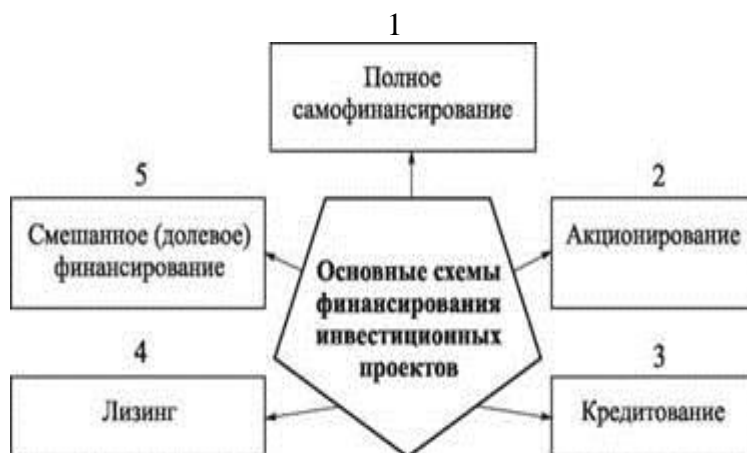 1
Полное
самофинансирование
5
Смешанное (долевое)
финансирование
2
Акционирование
Основные схемы
финансирования
инвестиционных
проектов
4
Лизинг
3
Кредитование